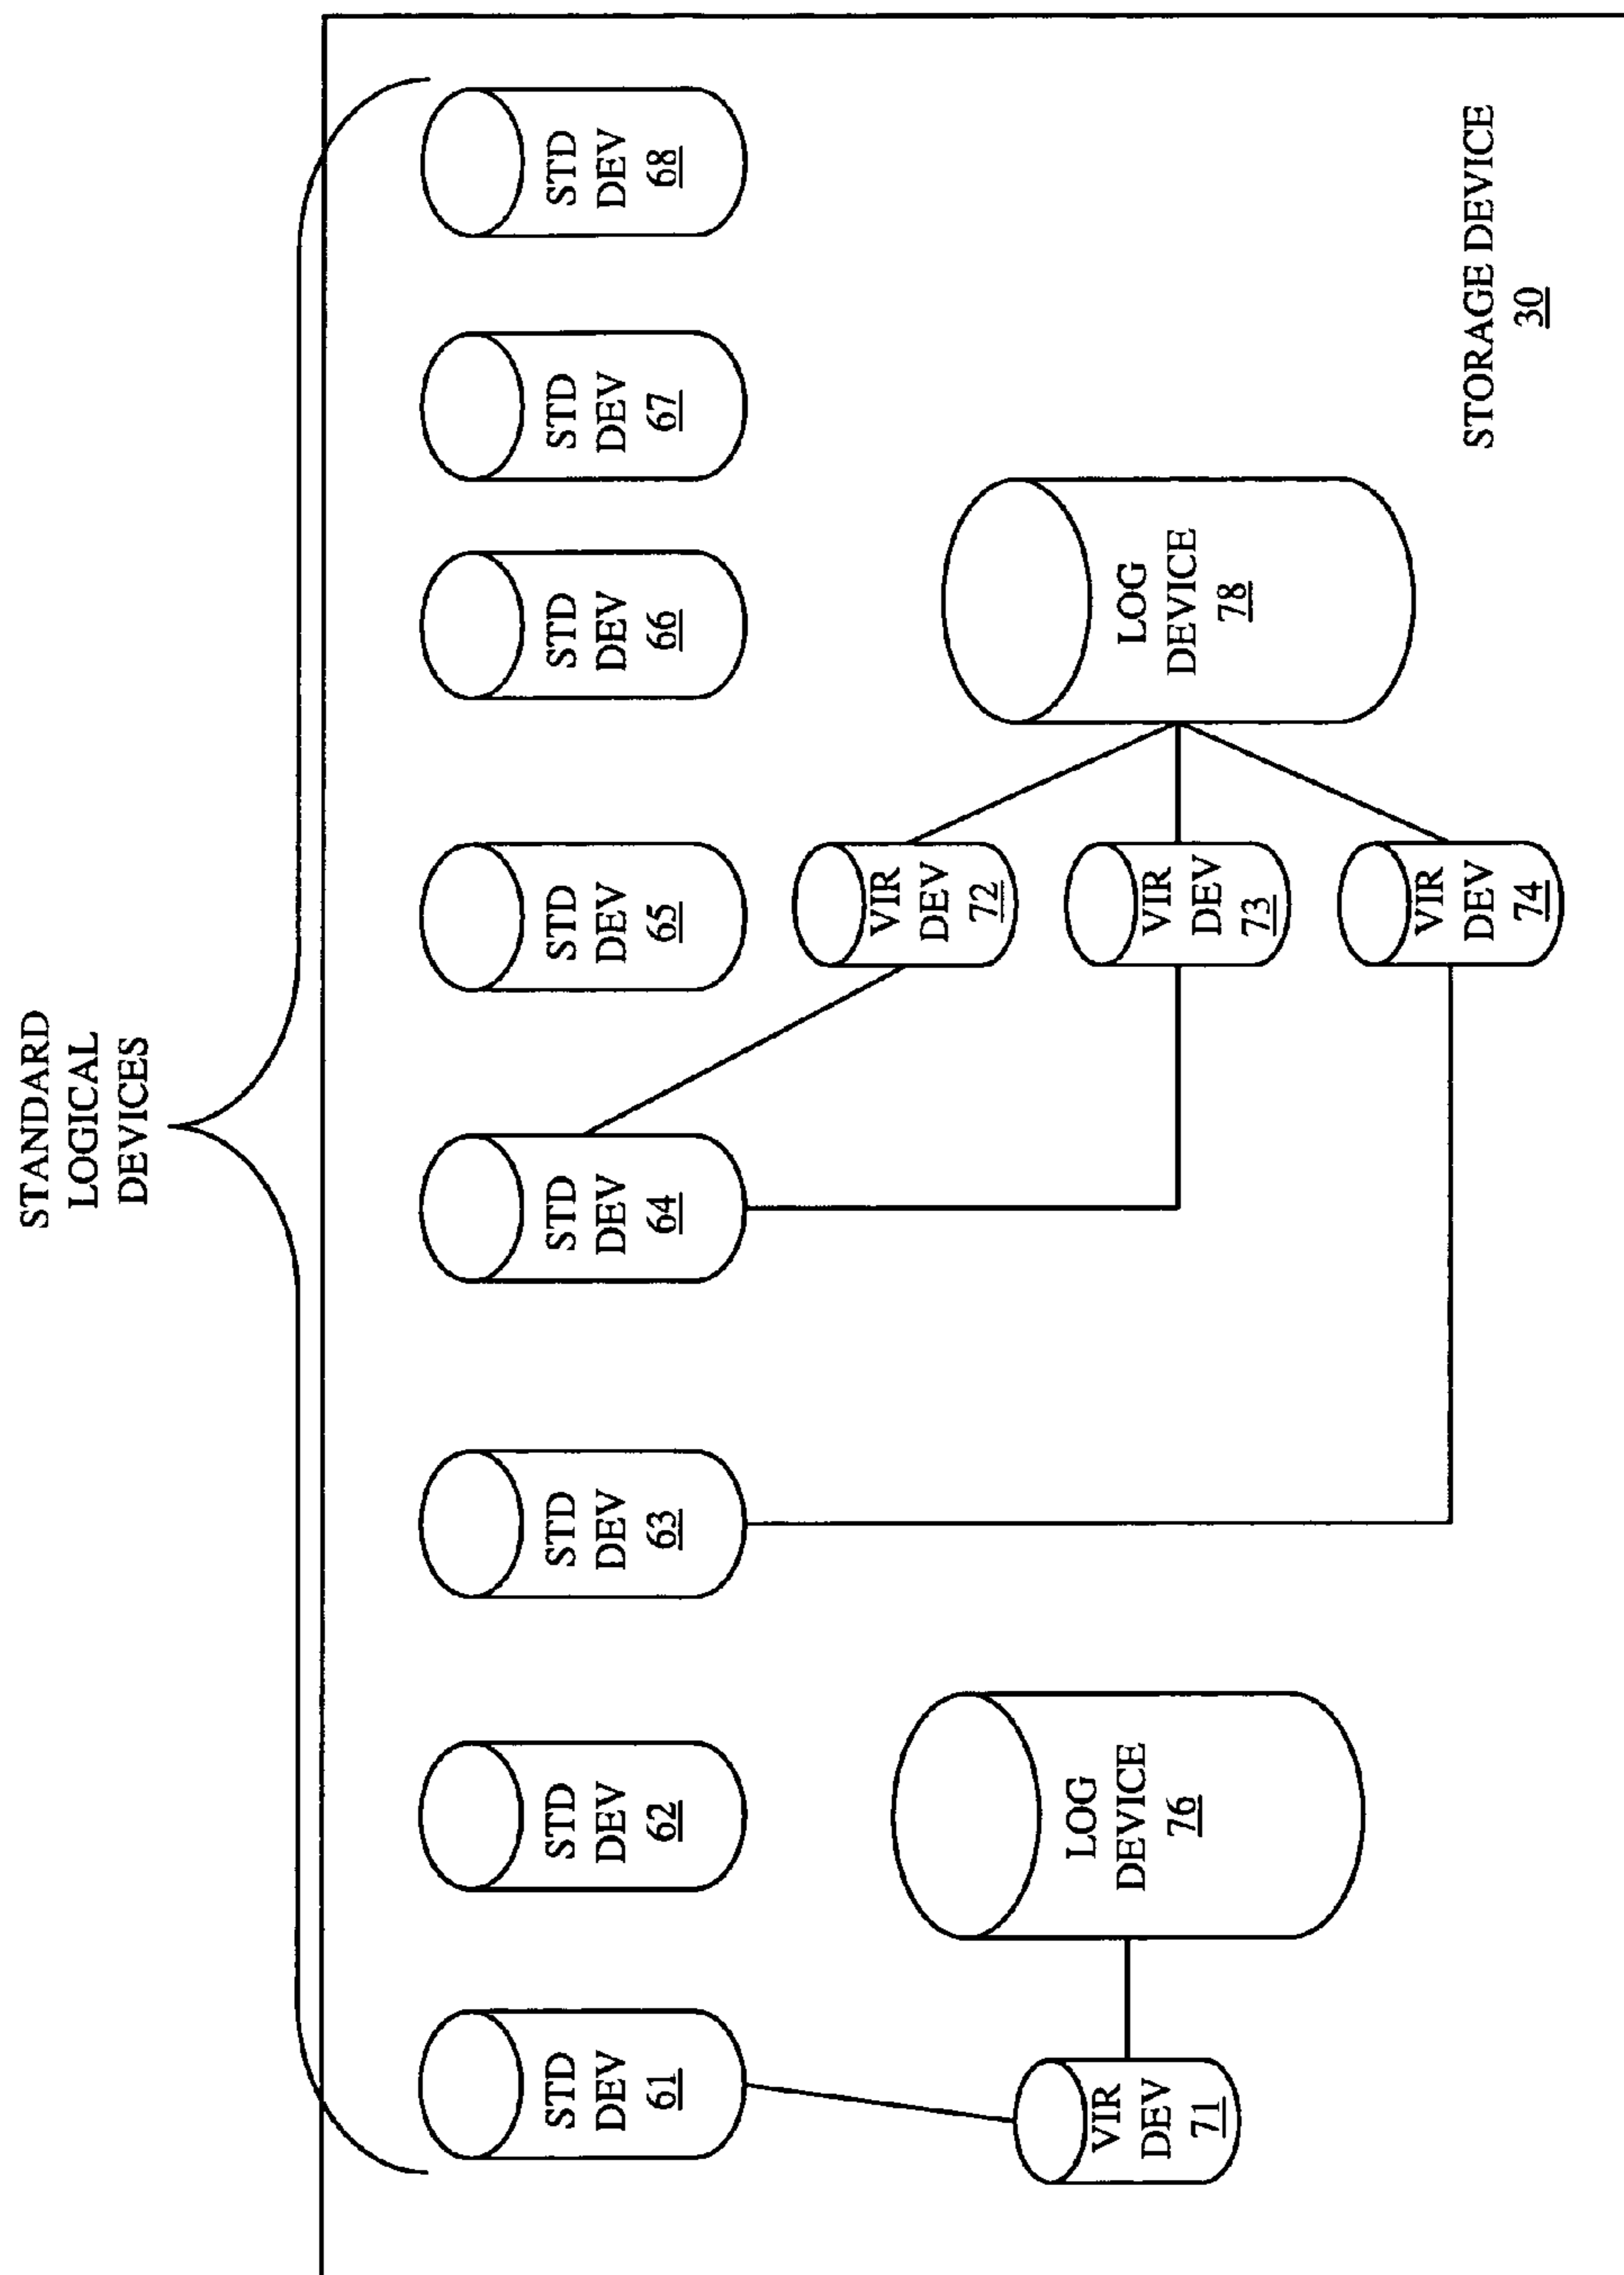 STANDARD
LOGICAL
DEVICES
STD
DEV
61
STD
DEV
62
STD
DEV
63
STD
DEV
64
STD
DEV
65
STD
DEV
66
STD
DEV
67
STD
DEV
68
VIR
DEV
71
LOG
DEVICE
76
VIR
DEV
72
VIR
DEV
73
VIR
DEV
74
LOG
DEVICE
78
STORAGE DEVICE
30